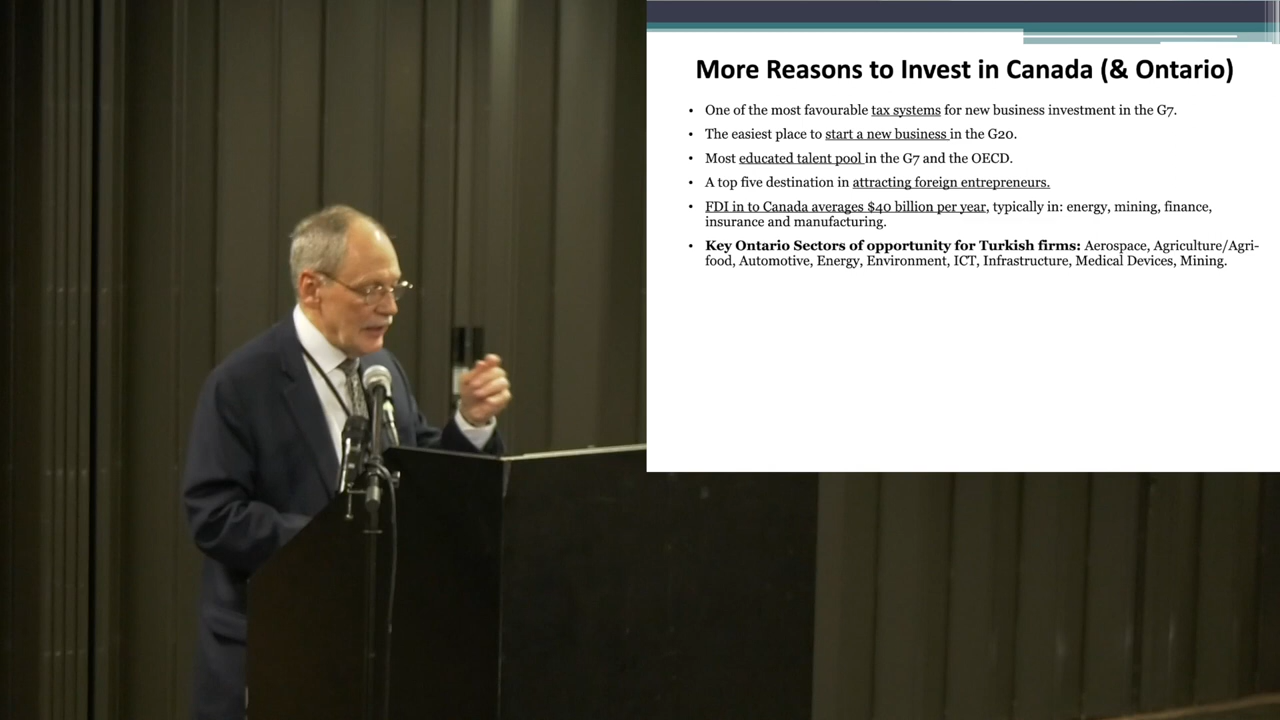 More Reasons to Invest in Canada (& Ontario)
• One of the most favourable tax systems for new business investment in the G7.
• The easiest place to start a new business in the G20.
• Most educated talent pool in the G7 and the OECD.
• A top five destination in attracting foreign entrepreneurs.
• FDI in to Canada averages $40 billion per year, typically in: energy, mining, finance,
insurance and manufacturing.
• Key Ontario Sectors of opportunity for Turkish firms: Aerospace, Agriculture/Agri-
food, Automotive, Energy, Environment, ICT, Infrastructure, Medical Devices, Mining.